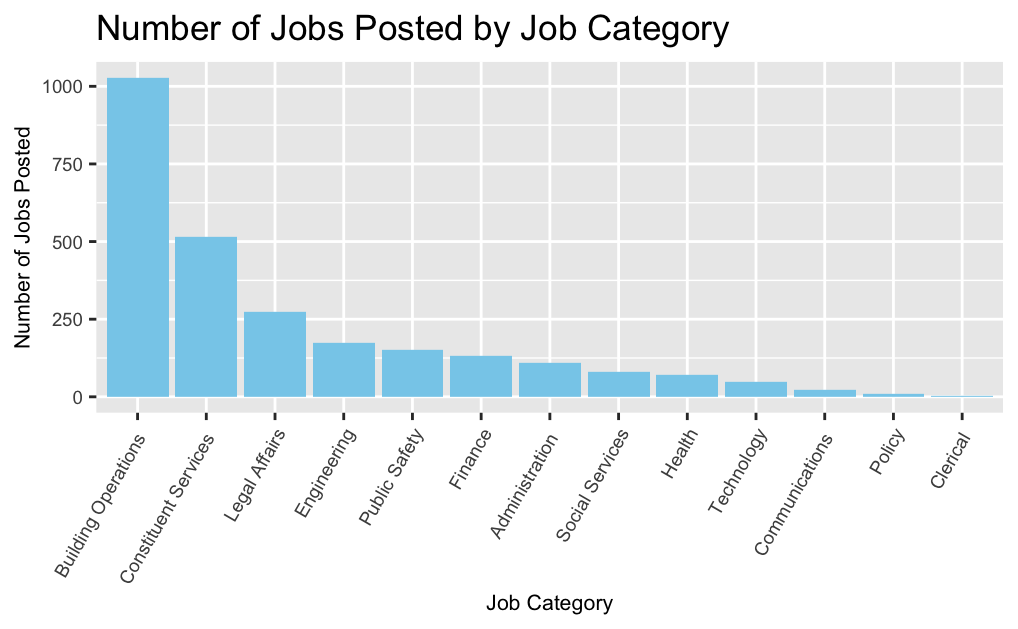 Number of Jobs Posted by Job Category
Number of Jobs Posted
1000
750
500
250
0
Building Operations
Constituent Services
Legal Affairs
Engineering
Public Safety
Finance
Administration
Social Services
Health
Technology
Communications
Policy
Clerical
Job Category